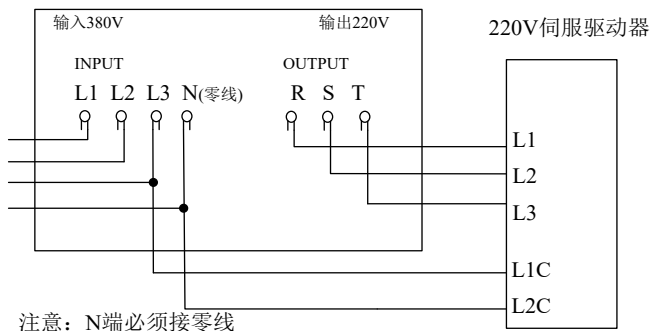 输入380V 输出220V
220V伺服驱动器
INPUT OUTPUT
L1 L2 L3 N(零线) R S T
L1
L2
L3
L1C
L2C
注意：N端必须接零线